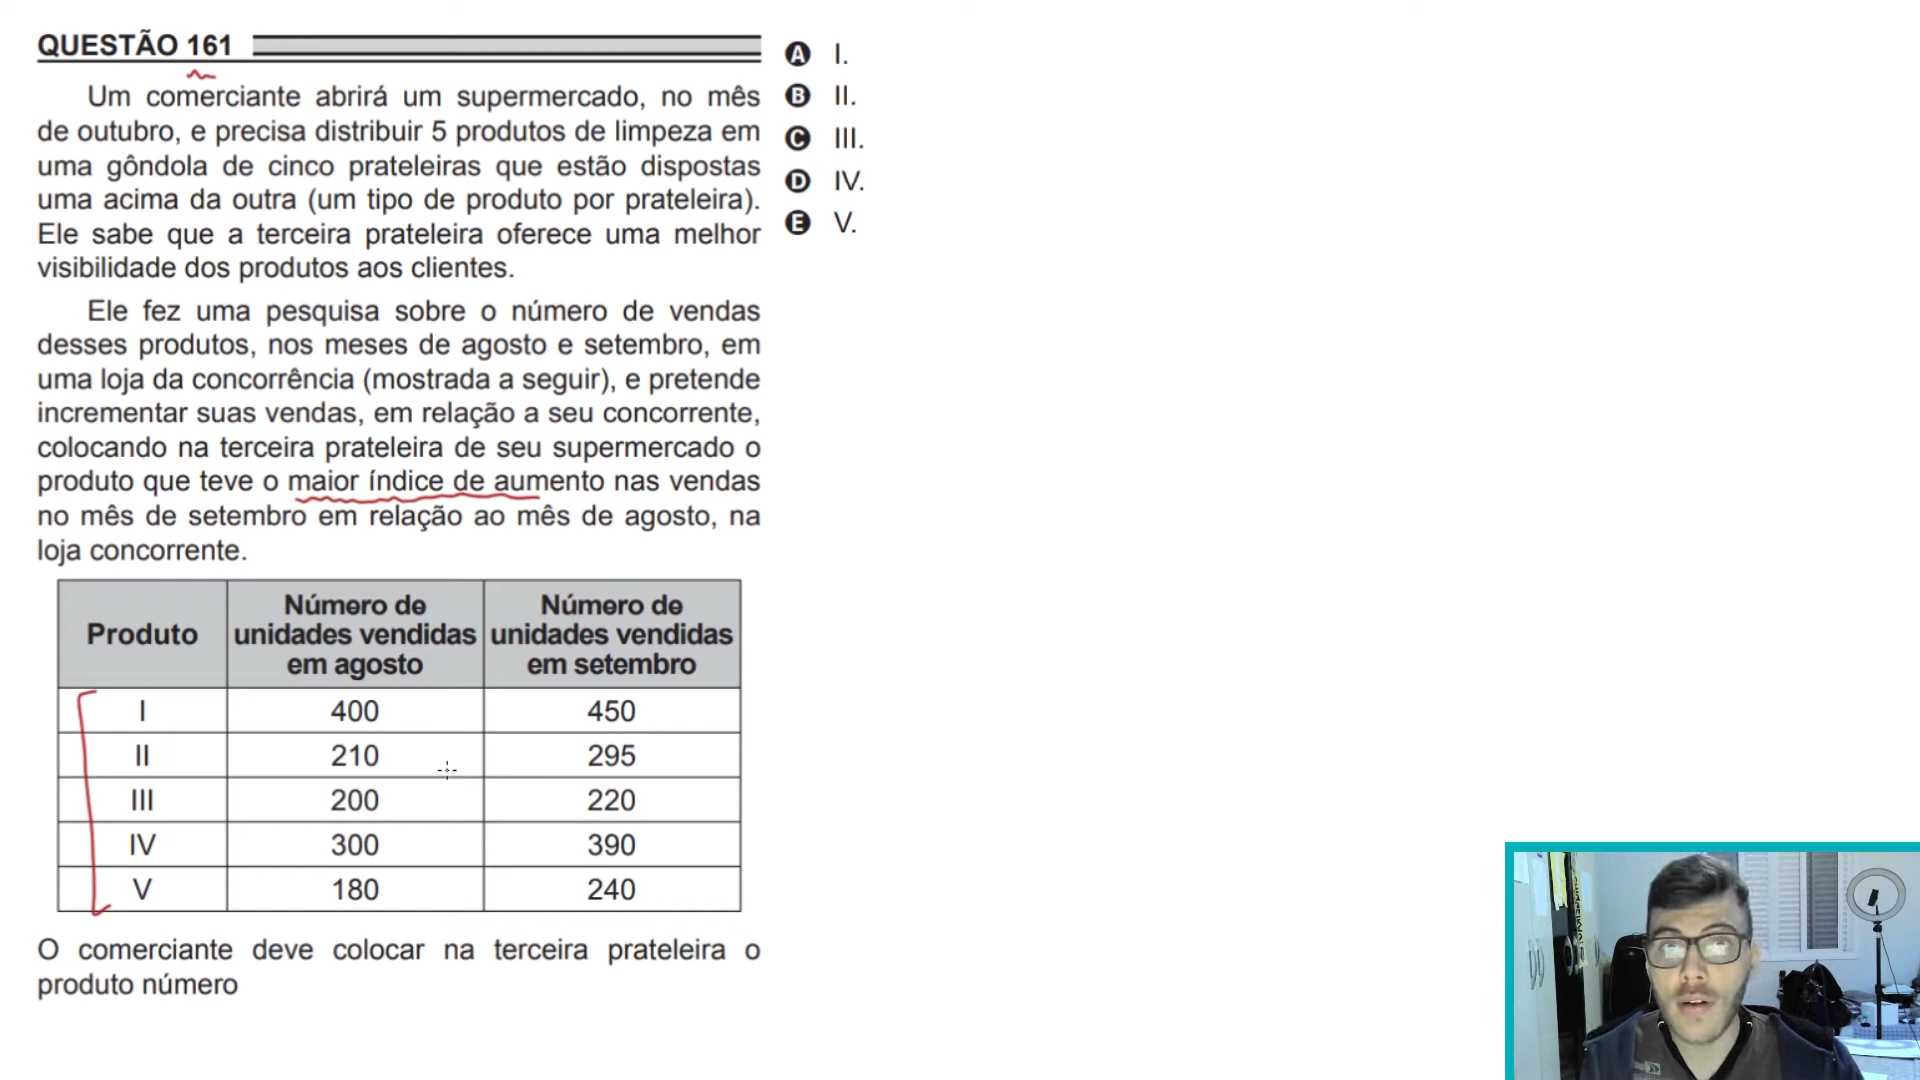 QUESTÃO 161
Um comerciante abrirá um supermercado, no mês
de outubro, e precisa distribuir 5 produtos de limpeza em
uma gôndola de cinco prateleiras que estão dispostas
uma acima da outra (um tipo de produto por prateleira).
Ele sabe que a terceira prateleira oferece uma melhor
visibilidade dos produtos aos clientes.
Ele fez uma pesquisa sobre o número de vendas
desses produtos, nos meses de agosto e setembro, em
uma loja da concorrência (mostrada a seguir), e pretende
incrementar suas vendas, em relação a seu concorrente,
colocando na terceira prateleira de seu supermercado o
produto que teve o maior índice de aumento nas vendas
no mês de setembro em relação ao mês de agosto, na
loja concorrente.
Produto
Número de
unidades vendidas
em agosto
Número de
unidades vendidas
em setembro
I 400 450
II 210 295
III 200 220
IV 300 390
V 180 240
O comerciante deve colocar na terceira prateleira o
produto número
A I.
B II.
C III.
D IV.
E V.